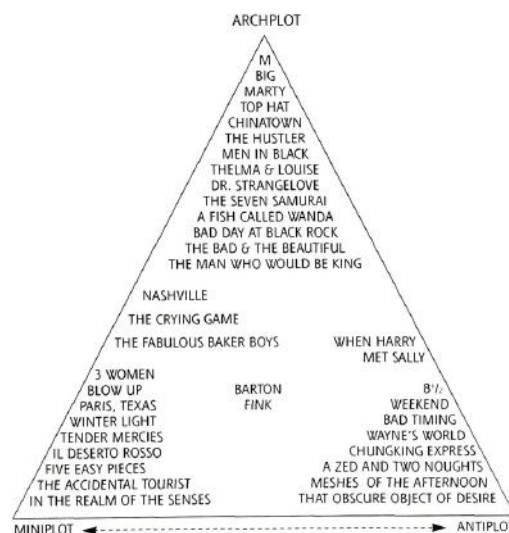 ARCHPLOT
M
BIG
MARTY
TOP HAT
CHINATOWN
THE HUSTLER
MEN IN BLACK
THELMA & LOUISE
DR. STRANGELOVE
THE SEVEN SAMURAI
A FISH CALLED WANDA
BAD DAY AT BLACK ROCK
THE BAD & THE BEAUTIFUL
THE MAN WHO WOULD BE KING
NASHVILLE
THE CRYING GAME
THE FABULOUS BAKER BOYS
WHEN HARRY
MET SALLY
3 WOMEN
BLOW UP
PARIS, TEXAS
WINTER LIGHT
TENDER MERCIES
IL DESERTO ROSSO
FIVE EASY PIECES
THE ACCIDENTAL TOURIST
IN THE REALM OF THE SENSES
BARTON
FINK
8½
WEEKEND
BAD TIMING
WAYNE'S WORLD
CHUNGKING EXPRESS
A ZED AND TWO NOUGHTS
MESHES OF THE AFTERNOON
THAT OBSCURE OBJECT OF DESIRE
MINIPLOT
ANTIPLOT